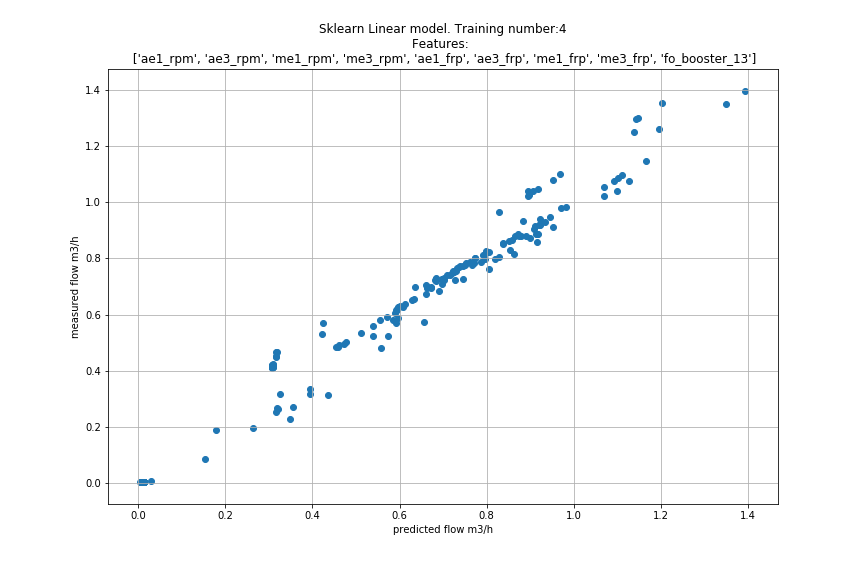 Sklearn Linear model. Training number:4
Features:
['ae1_rpm', 'ae3_rpm', 'me1_rpm', 'me3_rpm', 'ae1_frp', 'ae3_frp', 'me1_frp', 'me3_frp', 'fo_booster_13']
1.4
1.2
1.0
0.8
0.6
0.4
0.2
0.0
measured flow m3/h
0.0 0.2 0.4 0.6 0.8 1.0 1.2 1.4
predicted flow m3/h